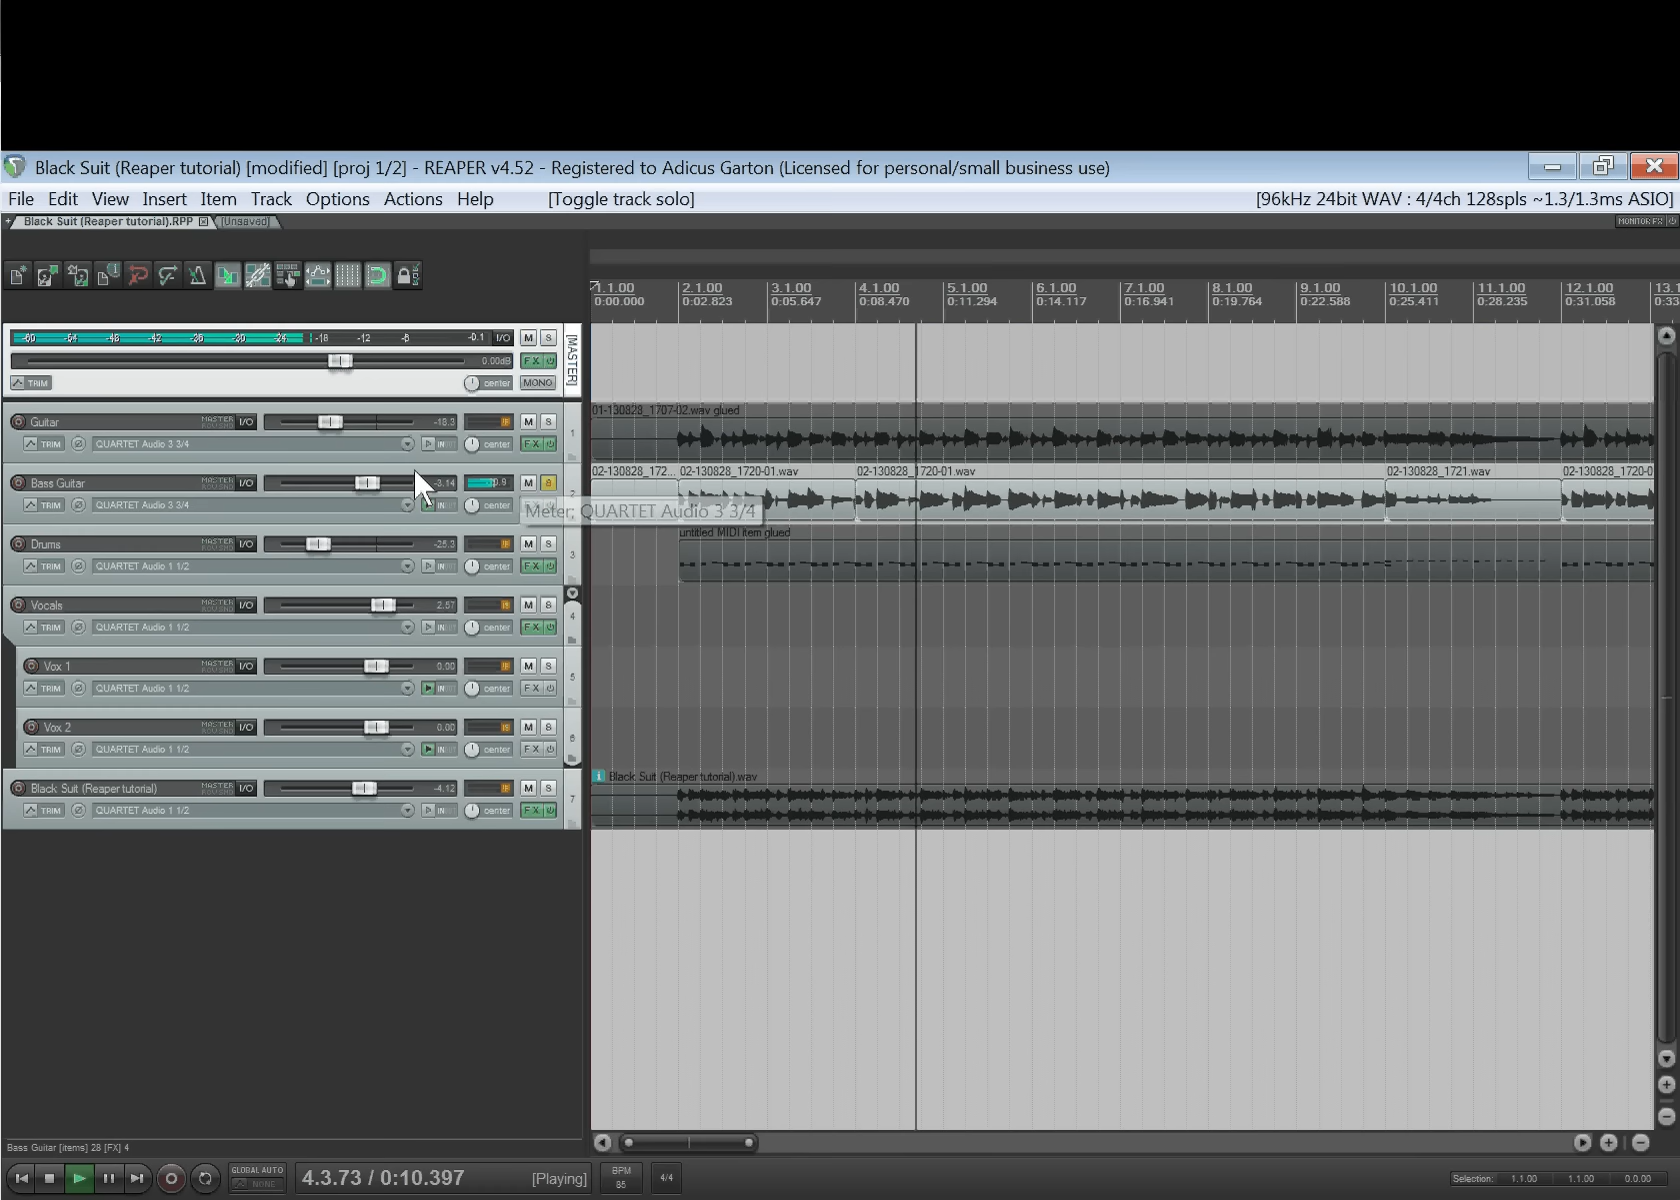 Black Suit (Reaper tutorial) [modified] [proj 1/2] - REAPER v4.52 - Registered to Adicus Garton (Licensed for personal/small business use)
File Edit View Insert Item Track Options Actions Help [Toggle track solo] [96kHz 24bit WAV : 4/4ch 128spls ~1.3/1.3ms ASIO]
Black Suit (Reaper tutorial).RPP [Unsaved] MONITOR FX
1.1.00 2.1.00 3.1.00 4.1.00 5.1.00 6.1.00 7.1.00 8.1.00 9.1.00 10.1.00 11.1.00 12.1.00 13.1
0:00.000 0:02.823 0:05.647 0:08.470 0:11.294 0:14.117 0:16.941 0:19.764 0:22.588 0:25.411 0:28.235 0:31.058 0:33
-18 -12 -6 -0.1 I/O M S
0.00dB FX
TRIM center MONO
[MASTER]
01-130828_1707-02.wav glued
Guitar MASTER I/O -18.3 M S
TRIM QUARTET Audio 3 3/4 IN center FX
1
02-130828_172... 02-130828_1720-01.wav 02-130828_1720-01.wav 02-130828_1721.wav 02-130828_1720-0
Bass Guitar MASTER I/O -3.14 M S
TRIM QUARTET Audio 3 3/4 IN center
2
Meter: QUARTET Audio 3 3/4
untitled MIDI item glued
Drums MASTER I/O -25.3 M S
TRIM QUARTET Audio 1 1/2 IN center FX
3
Vocals MASTER I/O 2.57 M S
TRIM QUARTET Audio 1 1/2 IN center FX
4
Vox 1 MASTER I/O 0.00 M S
TRIM QUARTET Audio 1 1/2 IN center FX
5
Vox 2 MASTER I/O 0.00 M S
TRIM QUARTET Audio 1 1/2 IN center FX
6
Black Suit (Reaper tutorial).wav
Black Suit (Reaper tutorial) MASTER I/O -4.12 M S
TRIM QUARTET Audio 1 1/2 IN center FX
7
Bass Guitar [items] 28 [FX] 4
GLOBAL AUTO
NONE
4.3.73 / 0:10.397 [Playing]
BPM
85
4/4
Selection: 1.1.00 1.1.00 0.0.00